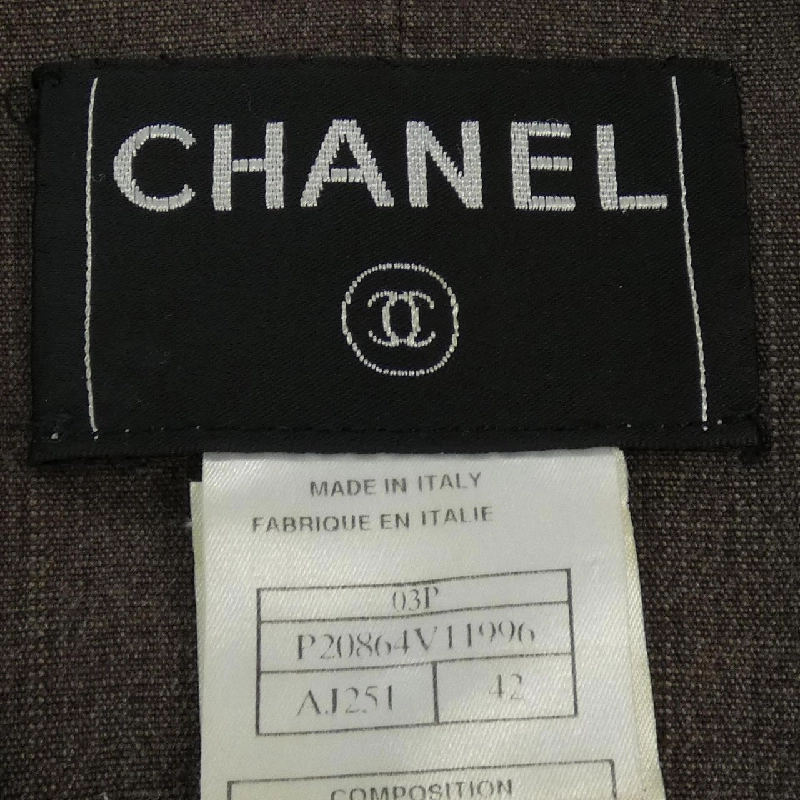 CHANEL
MADE IN ITALY
FABRIQUE EN ITALIE
03P
P20864V11996
AJ251 42
COMPOSITION